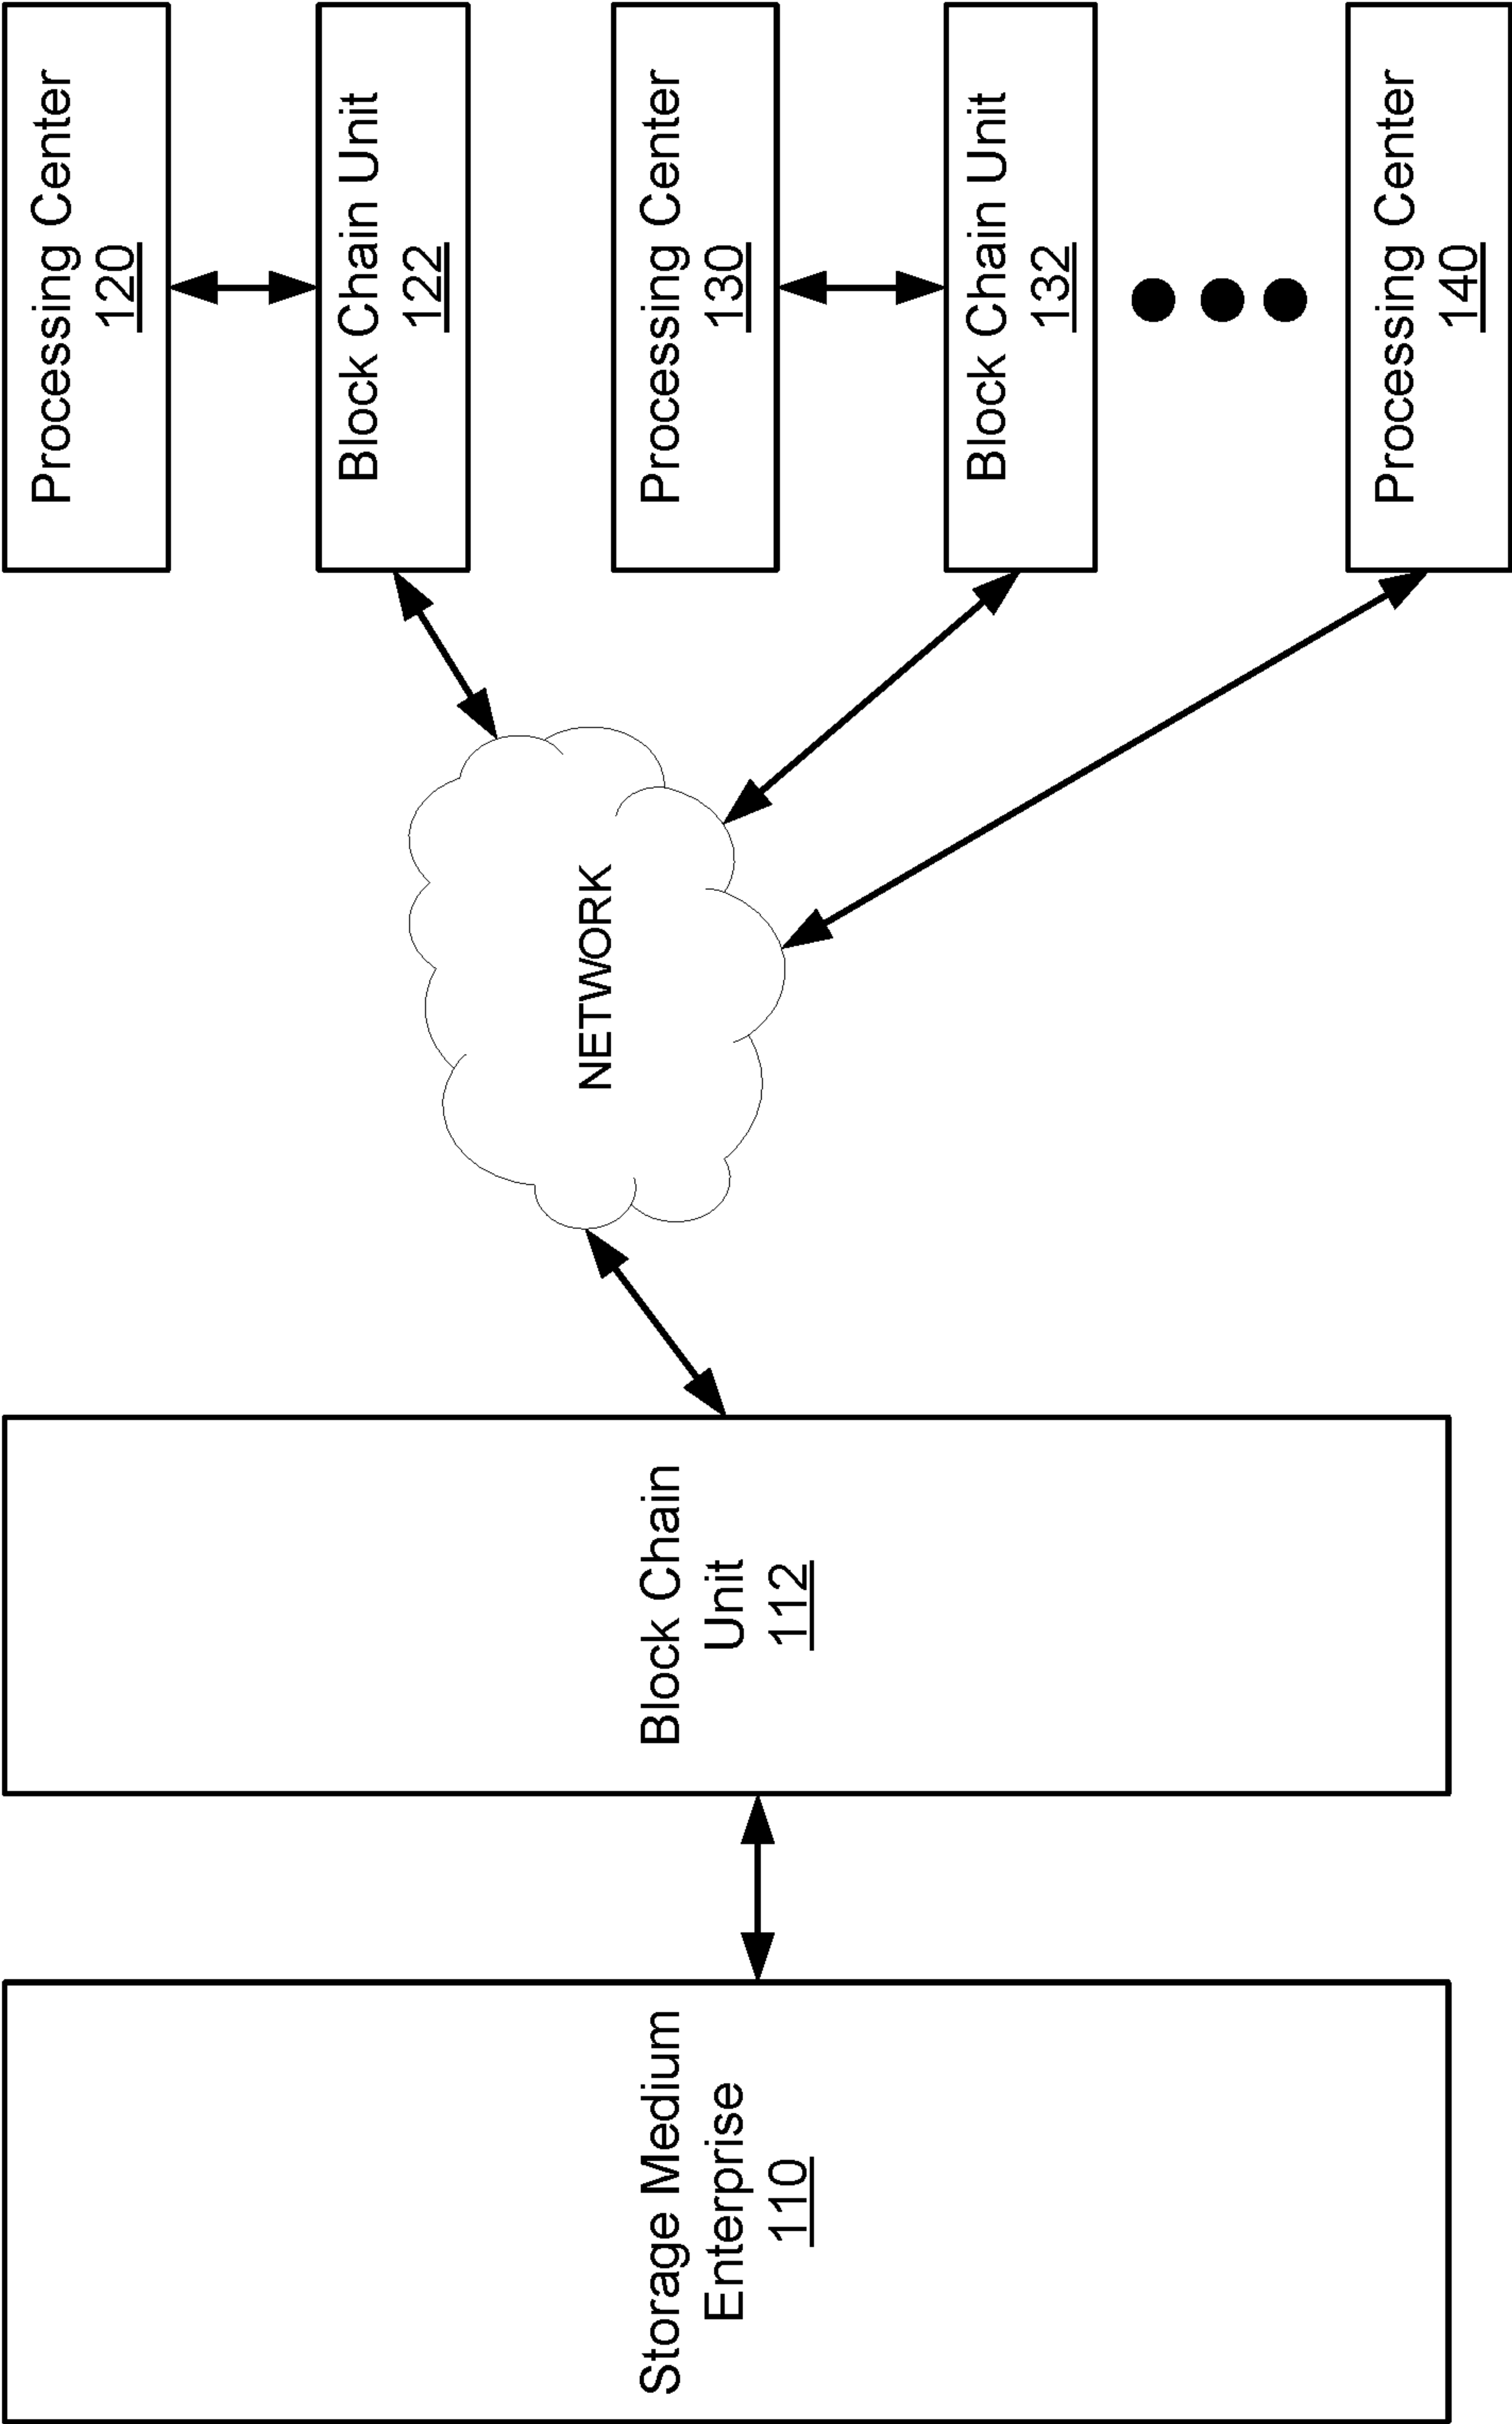 Storage Medium
Enterprise
110
Block Chain
Unit
112
NETWORK
Processing Center
120
Block Chain Unit
122
Processing Center
130
Block Chain Unit
132
Processing Center
140